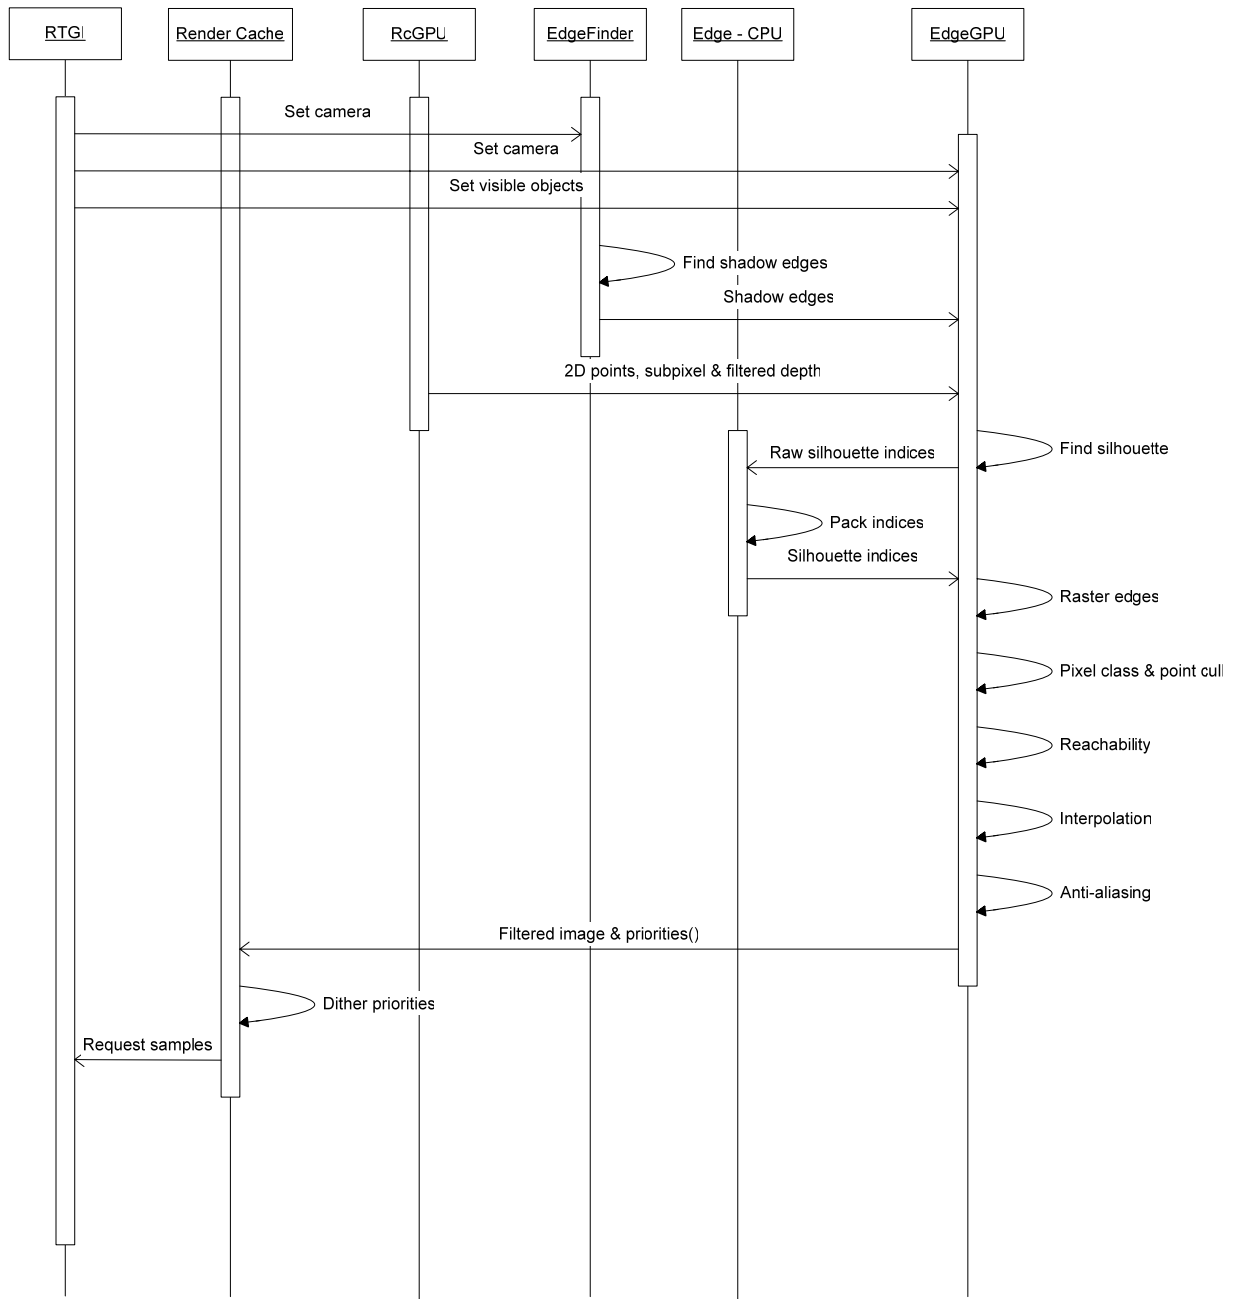 RTGI
Render Cache
RcGPU
EdgeFinder
Edge - CPU
EdgeGPU
Set camera
Set camera
Set visible objects
Find shadow edges
Shadow edges
2D points, subpixel & filtered depth
Find silhouette
Raw silhouette indices
Pack indices
Silhouette indices
Raster edges
Pixel class & point cull
Reachability
Interpolation
Anti-aliasing
Filtered image & priorities()
Dither priorities
Request samples